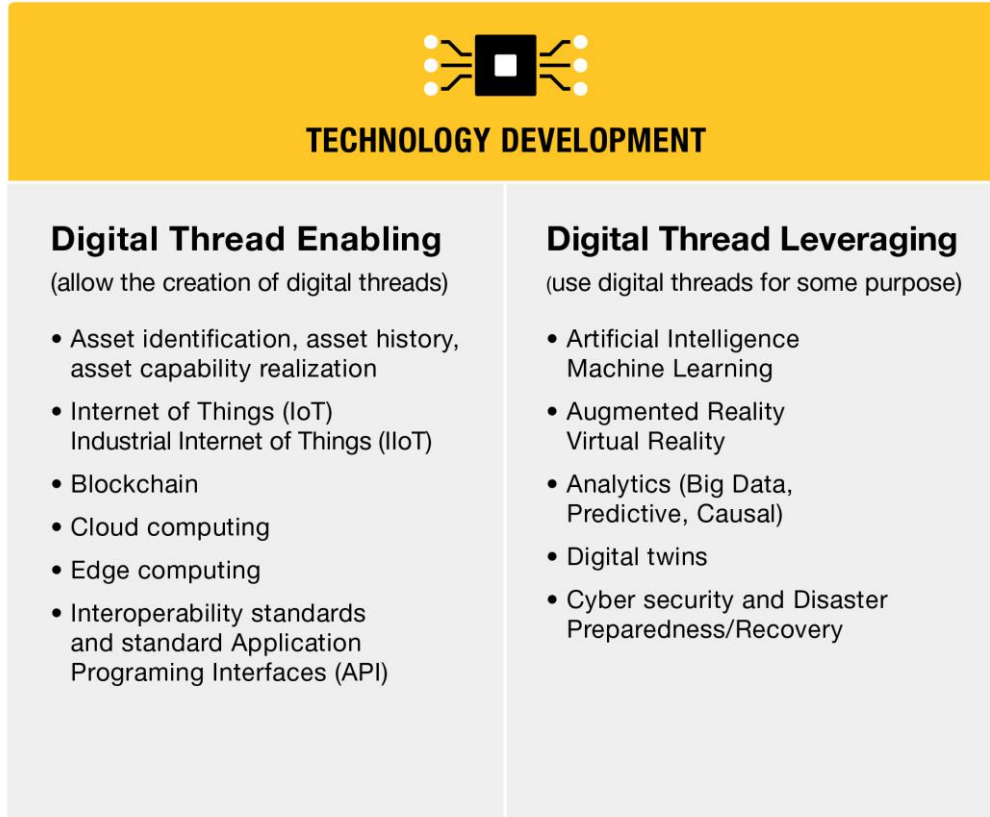 TECHNOLOGY DEVELOPMENT
Digital Thread Enabling
(allow the creation of digital threads)
• Asset identification, asset history,
asset capability realization
• Internet of Things (IoT)
Industrial Internet of Things (IIoT)
• Blockchain
• Cloud computing
• Edge computing
• Interoperability standards
and standard Application
Programing Interfaces (API)
Digital Thread Leveraging
(use digital threads for some purpose)
• Artificial Intelligence
Machine Learning
• Augmented Reality
Virtual Reality
• Analytics (Big Data,
Predictive, Causal)
• Digital twins
• Cyber security and Disaster
Preparedness/Recovery